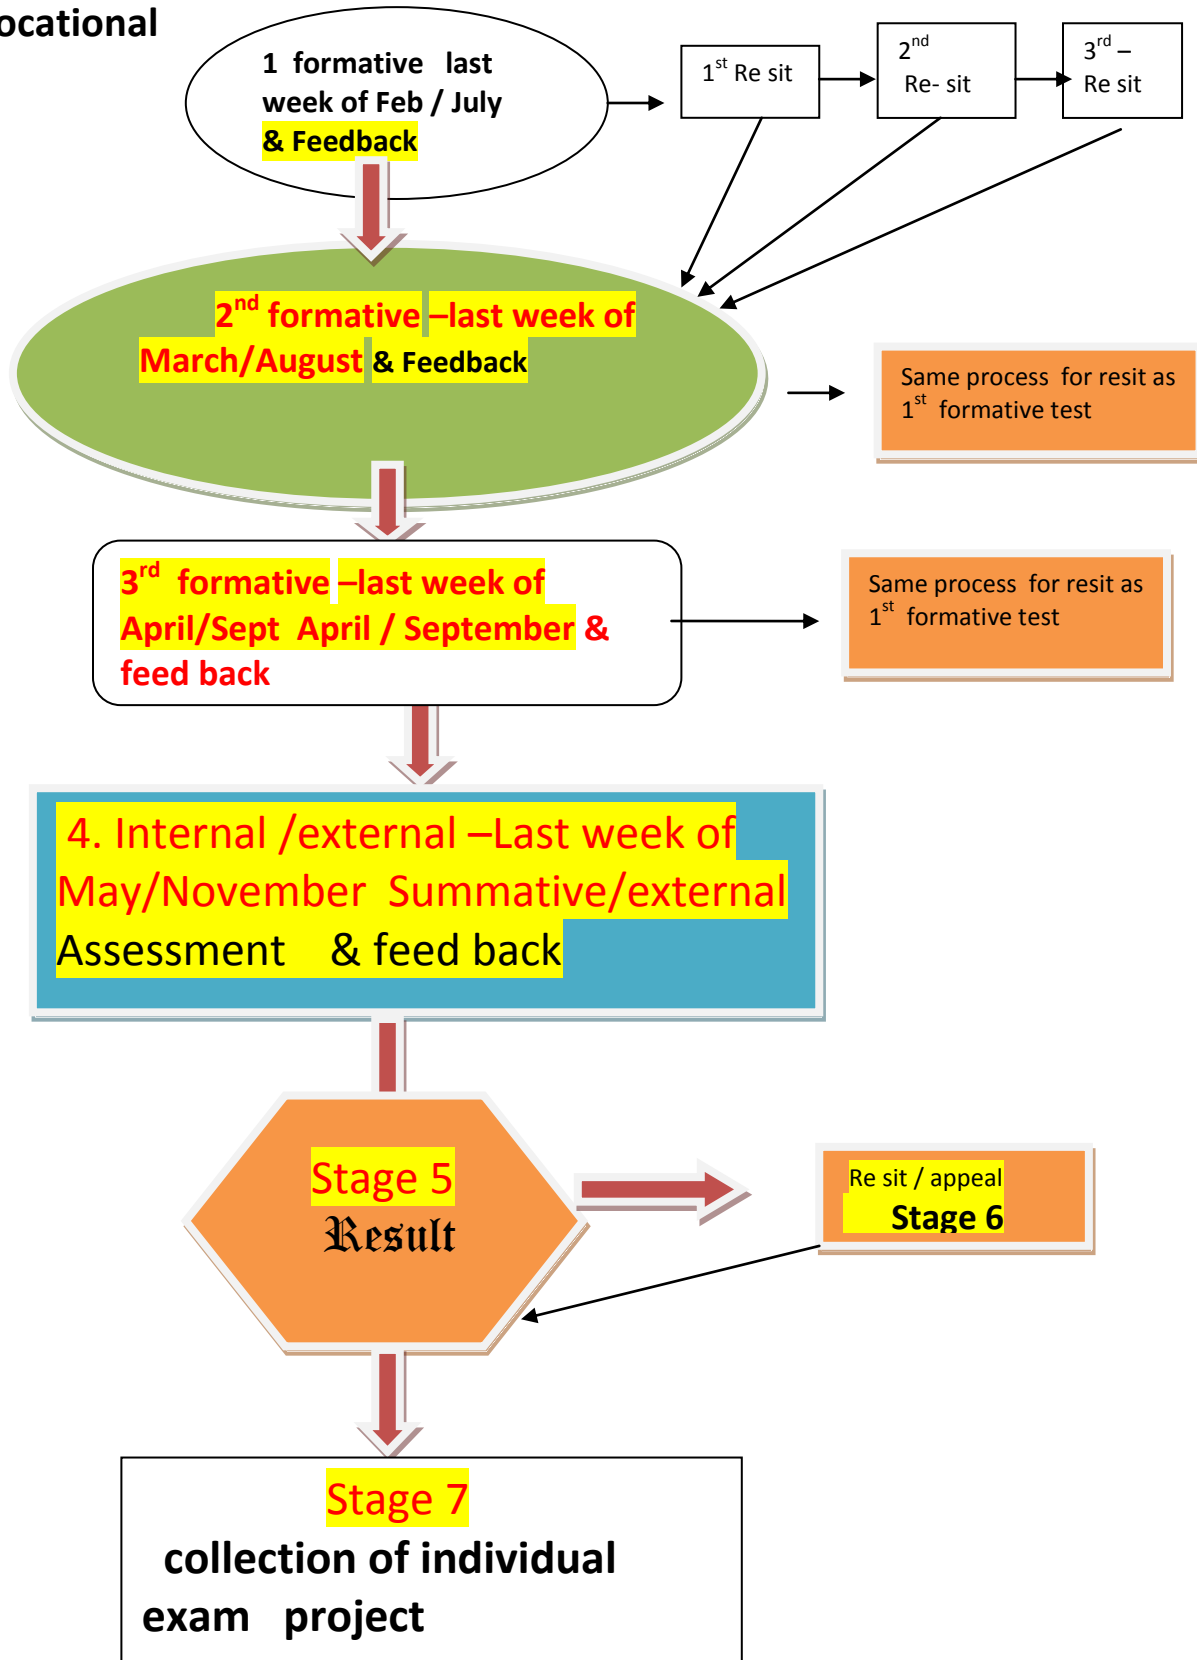 ocational
1 formative last
week of Feb / July
& Feedback
1st Re sit
2nd
Re- sit
3rd –
Re sit
2nd formative –last week of
March/August & Feedback
Same process for resit as
1st formative test
3rd formative –last week of
April/Sept April / September &
feed back
Same process for resit as
1st formative test
4. Internal /external –Last week of
May/November Summative/external
Assessment & feed back
Stage 5
Result
Re sit / appeal
Stage 6
Stage 7
collection of individual
exam project